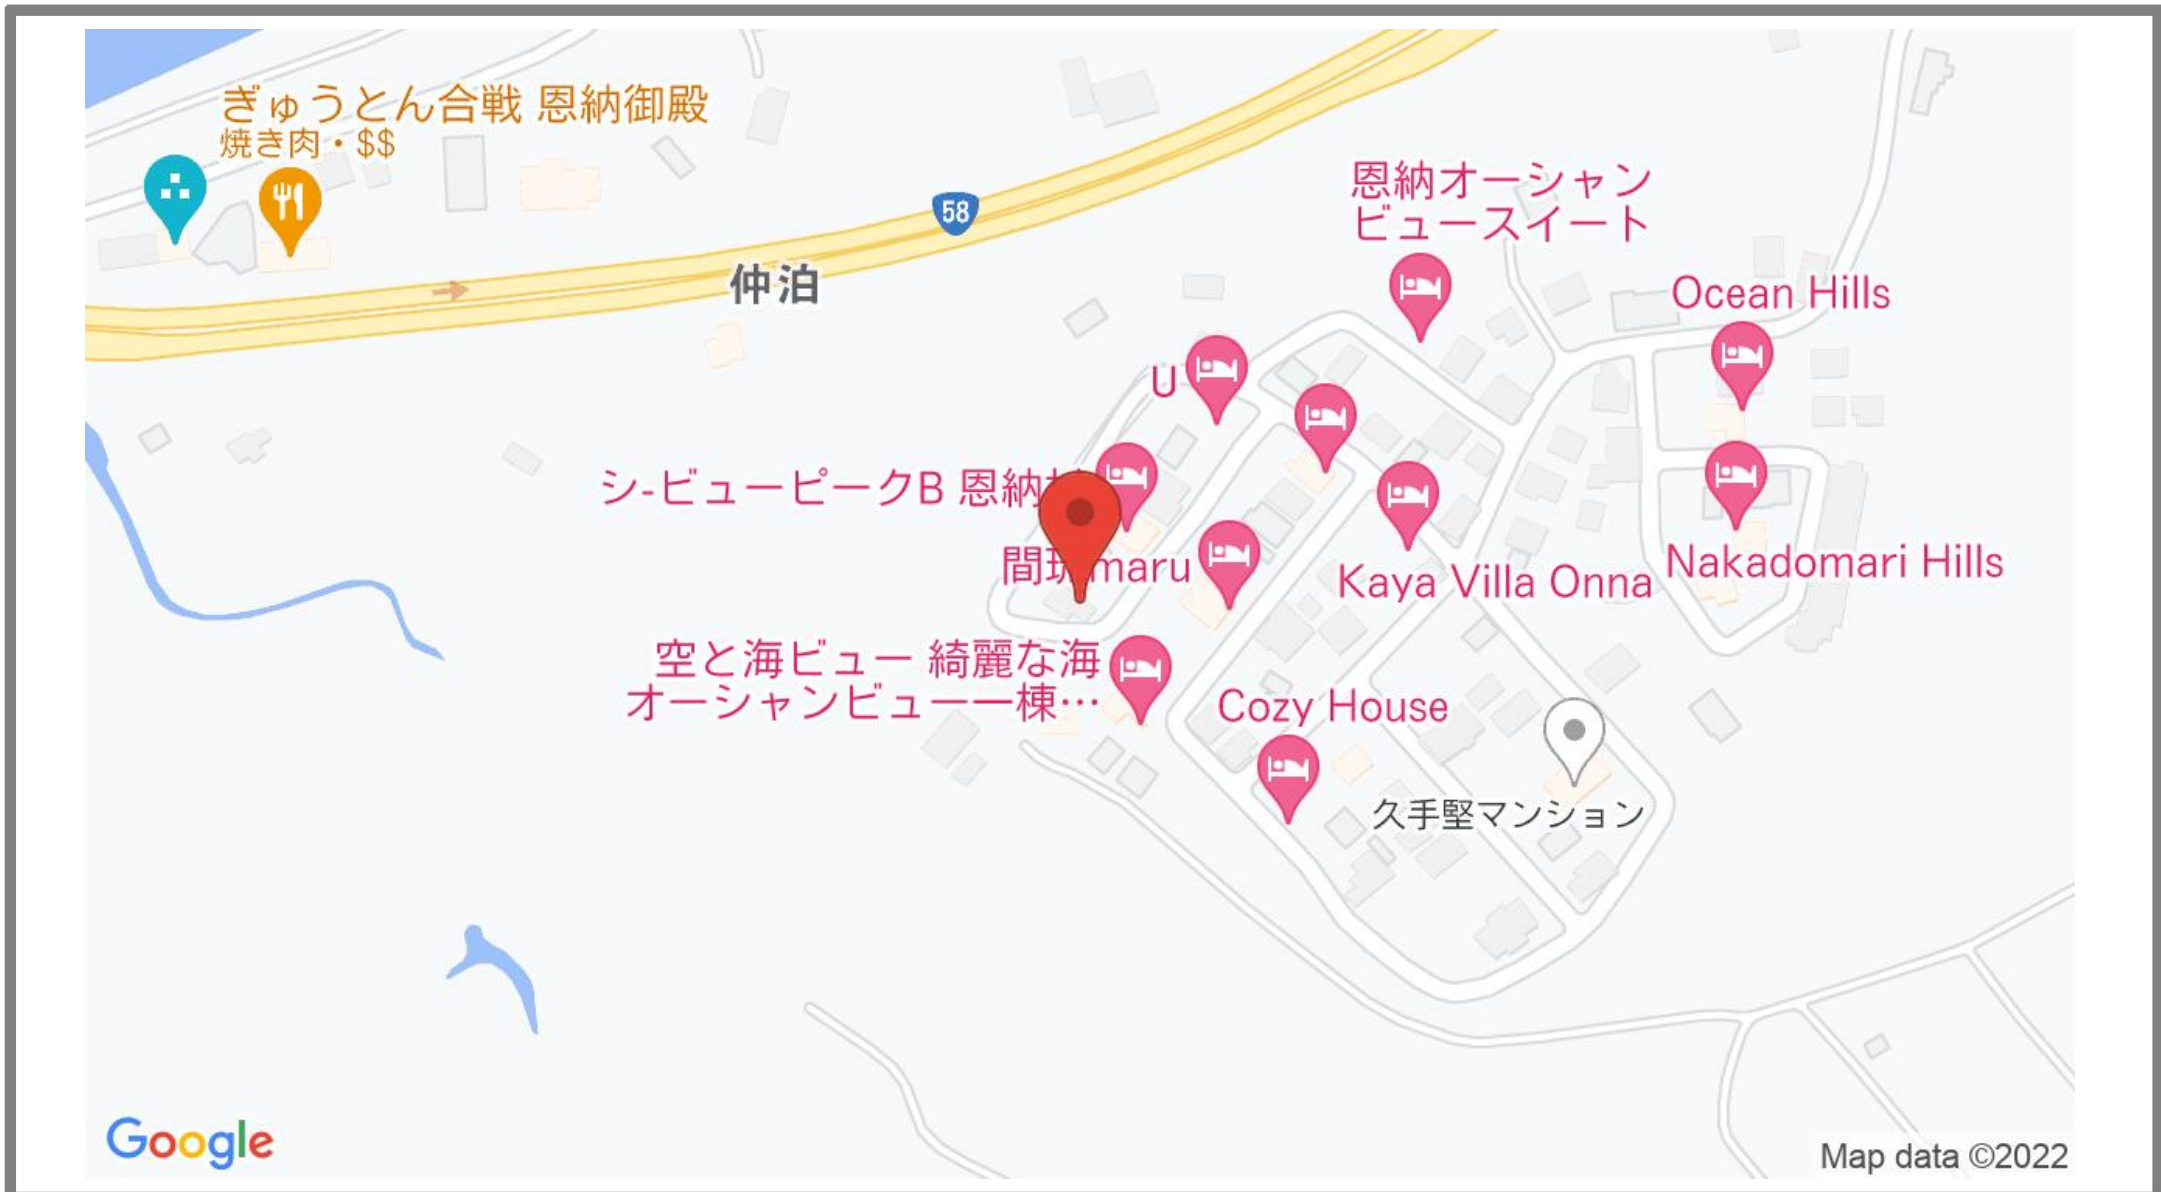 ぎゅうとん合戦 恩納御殿
焼き肉・$$
58
仲泊
恩納オーシャン
ビュースイート
Ocean Hills
U
シ-ビューピークB 恩納
間 maru
Kaya Villa Onna
Nakadomari Hills
空と海ビュー 綺麗な海
オーシャンビュー一棟…
Cozy House
久手堅マンション
Google
Map data ©2022